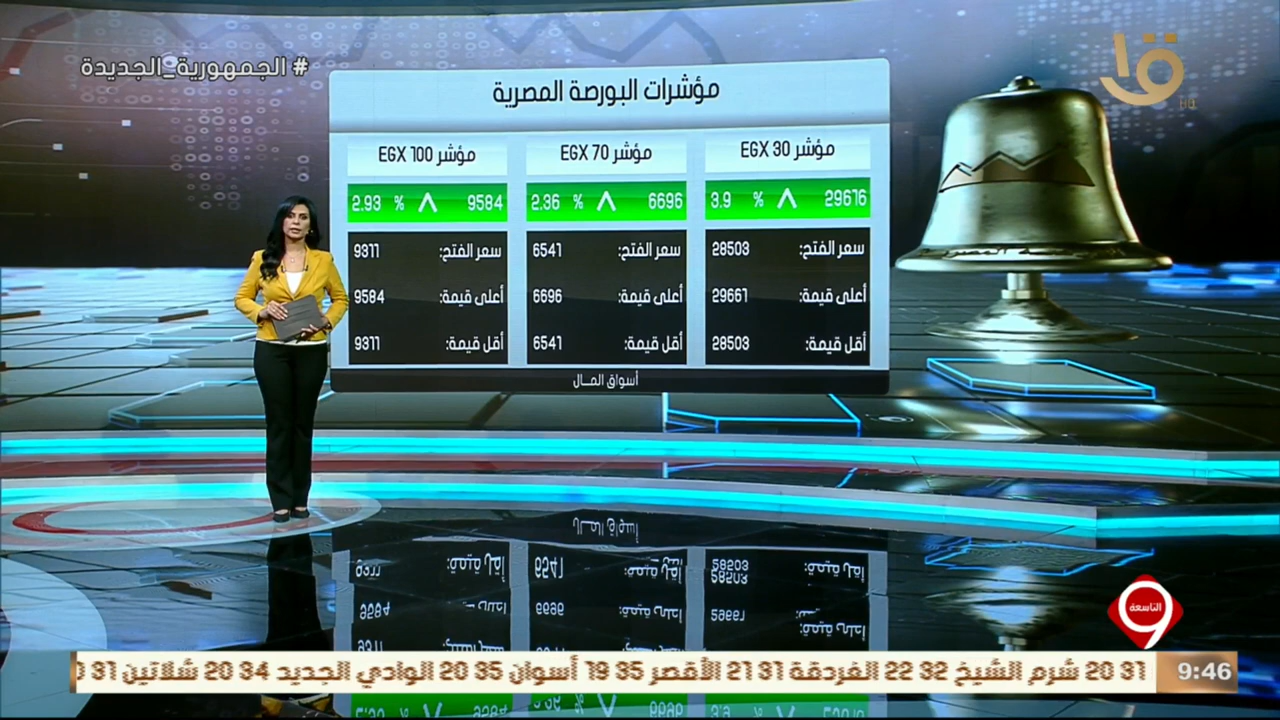 # الجمهورية_الجديدة
مؤشرات البورصة المصرية
مؤشر EGX 30
29616 % 3.9
سعر الفتح: 28503
أعلى قيمة: 29661
أقل قيمة: 28503
مؤشر EGX 70
6696 % 2.36
سعر الفتح: 6541
أعلى قيمة: 6696
أقل قيمة: 6541
مؤشر EGX 100
9584 % 2.93
سعر الفتح: 9311
أعلى قيمة: 9584
أقل قيمة: 9311
أسواق المـال
التاسعة
9:46
31 20 شرم الشيخ 32 22 الغردقة 31 21 الأقصر 35 19 أسوان 35 20 الوادي الجديد 34 20 شلاتين 31